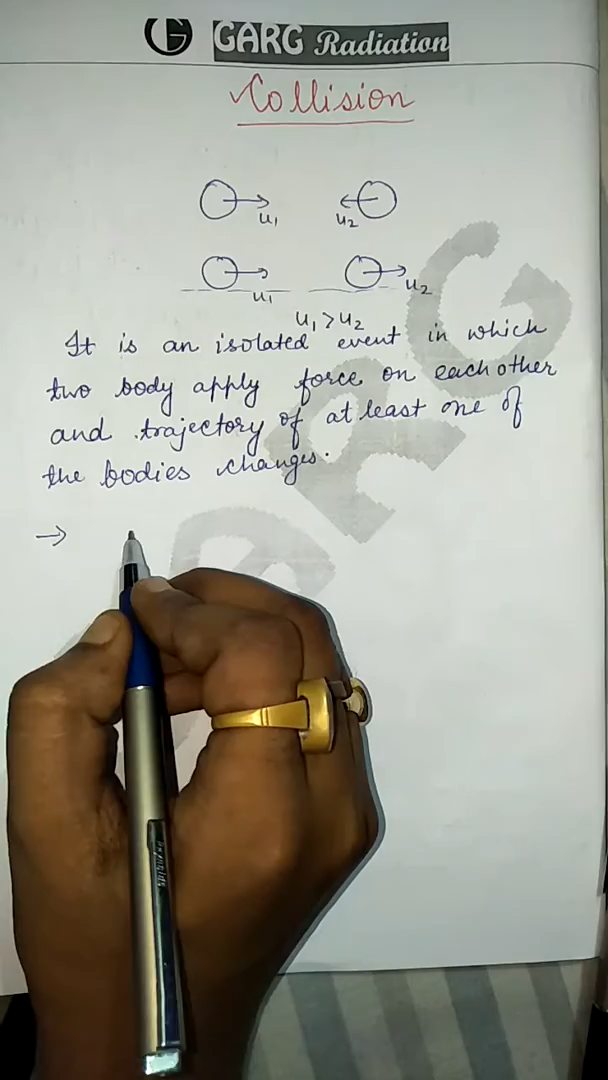 G GARG Radiation
Collision
u₁ u₂
u₁ u₂
u₁ > u₂
It is an isolated event in which
two body apply force on each other
and trajectory of at least one of
the bodies changes.
→